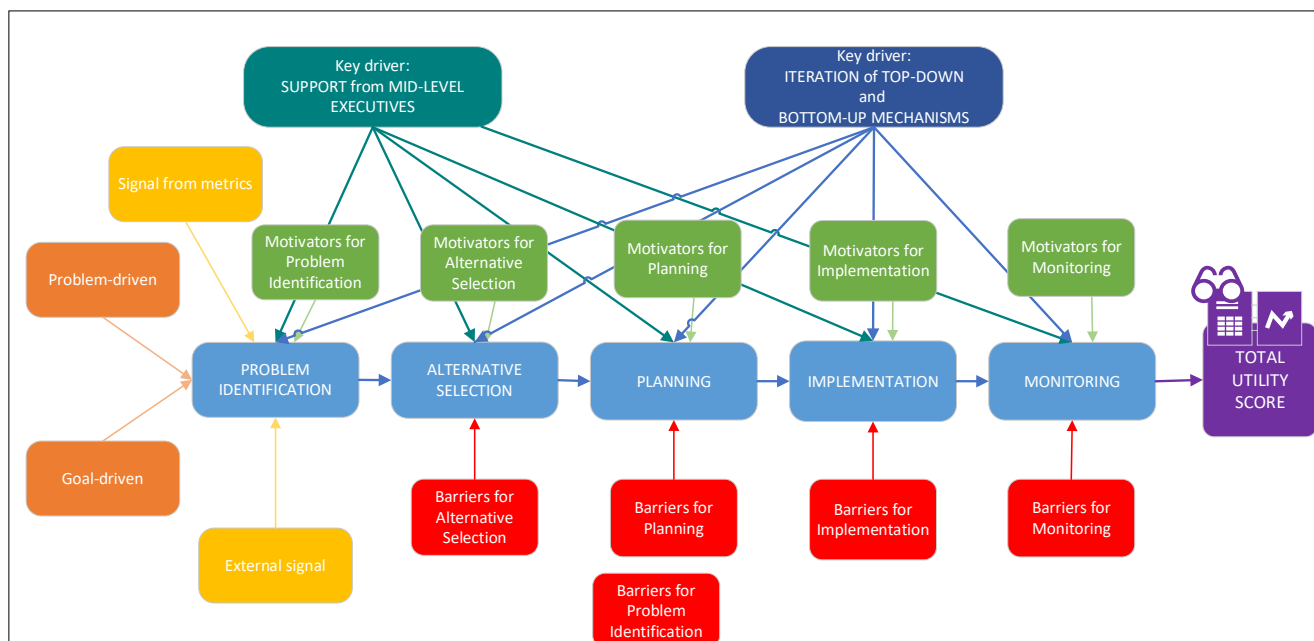 Key driver:
SUPPORT from MID-LEVEL
EXECUTIVES
Key driver:
ITERATION of TOP-DOWN
and
BOTTOM-UP MECHANISMS
Signal from metrics
Motivators for
Problem
Identification
Motivators for
Alternative
Selection
Motivators for
Planning
Motivators for
Implementation
Motivators for
Monitoring
Problem-driven
PROBLEM
IDENTIFICATION
ALTERNATIVE
SELECTION
PLANNING
IMPLEMENTATION
MONITORING
TOTAL
UTILITY
SCORE
Goal-driven
Barriers for
Alternative
Selection
Barriers for
Planning
Barriers for
Implementation
Barriers for
Monitoring
External signal
Barriers for
Problem
Identification